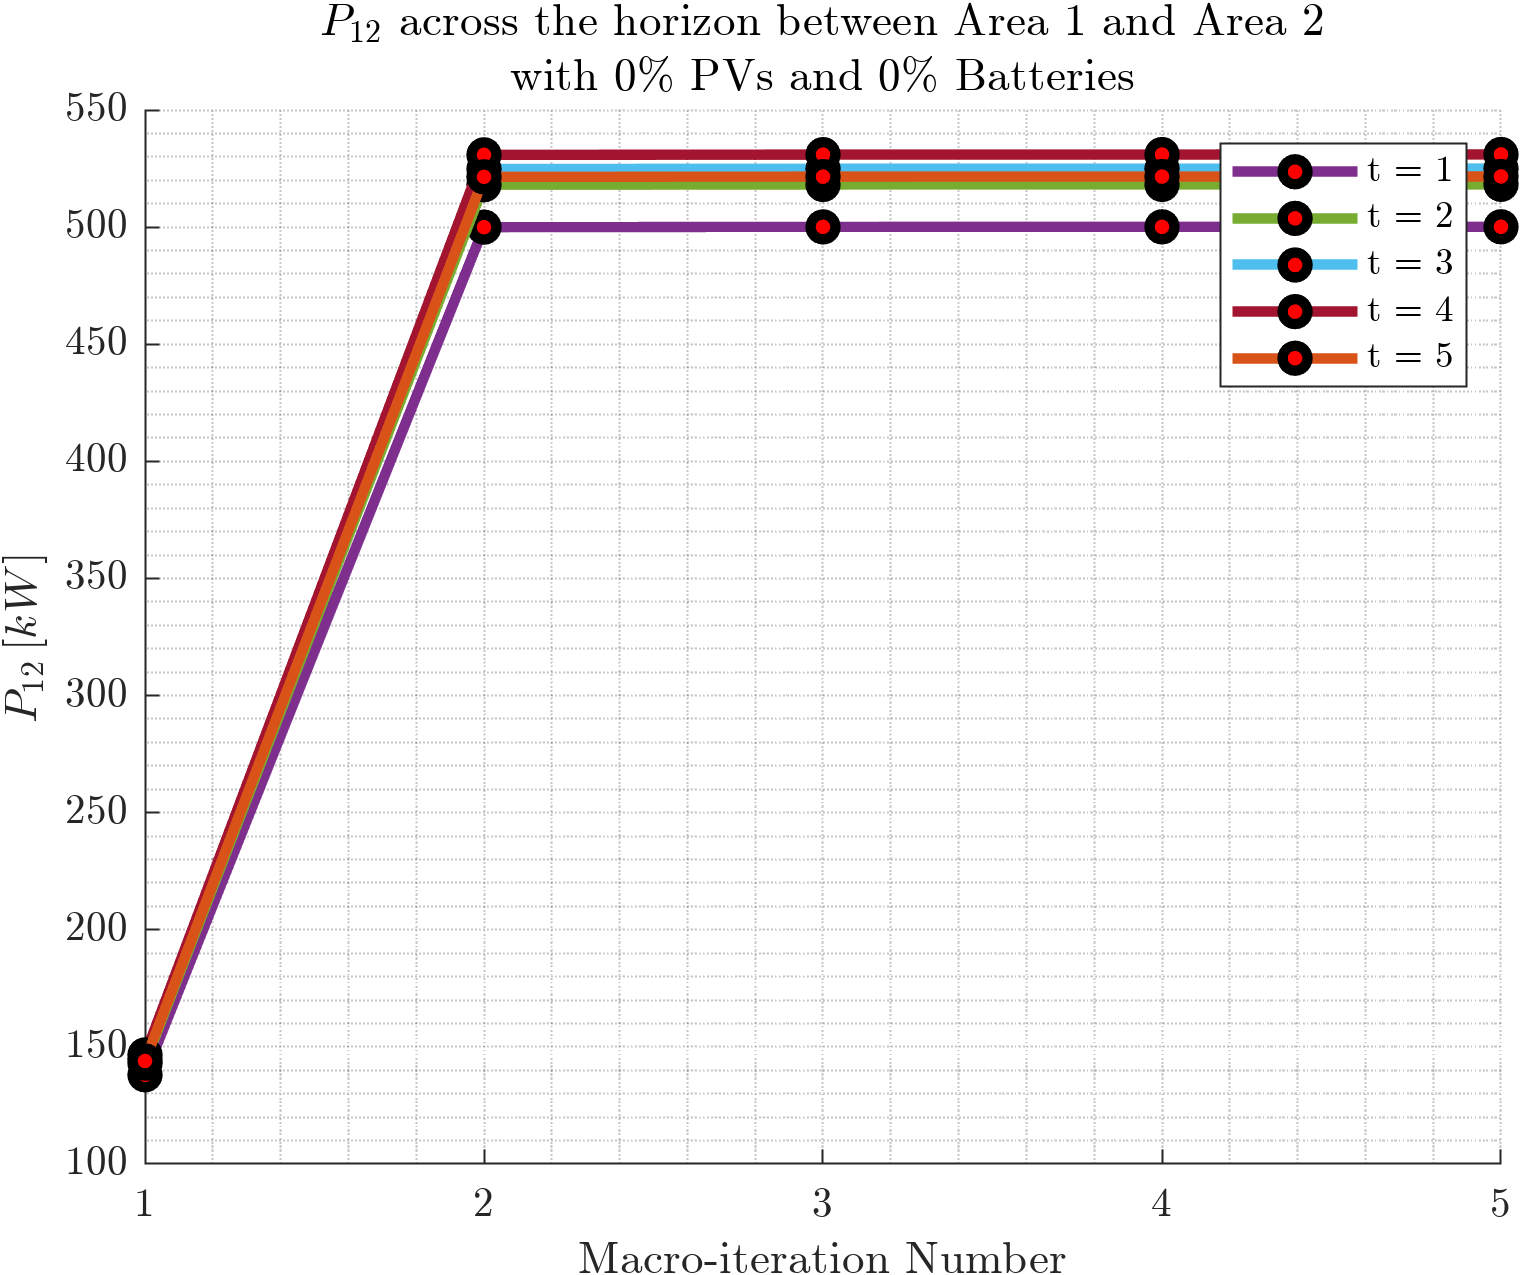 P₁₂ across the horizon between Area 1 and Area 2
with 0% PVs and 0% Batteries
550
500
450
400
350
300
250
200
150
100
P₁₂ [kW]
t = 1
t = 2
t = 3
t = 4
t = 5
1 2 3 4 5
Macro-iteration Number